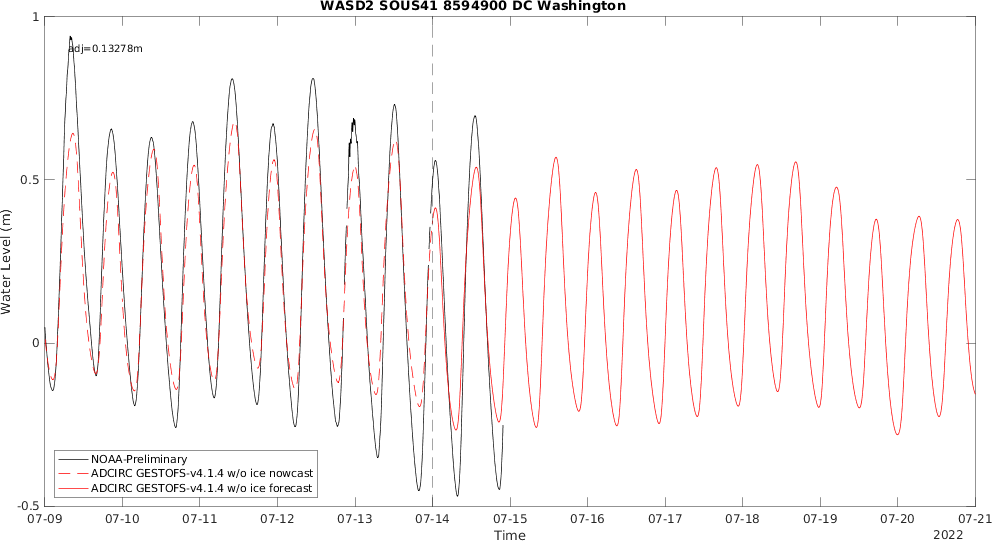 WASD2 SOUS41 8594900 DC Washington
adj=0.13278m
1
0.5
0
-0.5
Water Level (m)
NOAA-Preliminary
ADCIRC GESTOFS-v4.1.4 w/o ice nowcast
ADCIRC GESTOFS-v4.1.4 w/o ice forecast
07-09 07-10 07-11 07-12 07-13 07-14 07-15 07-16 07-17 07-18 07-19 07-20 07-21
Time
2022